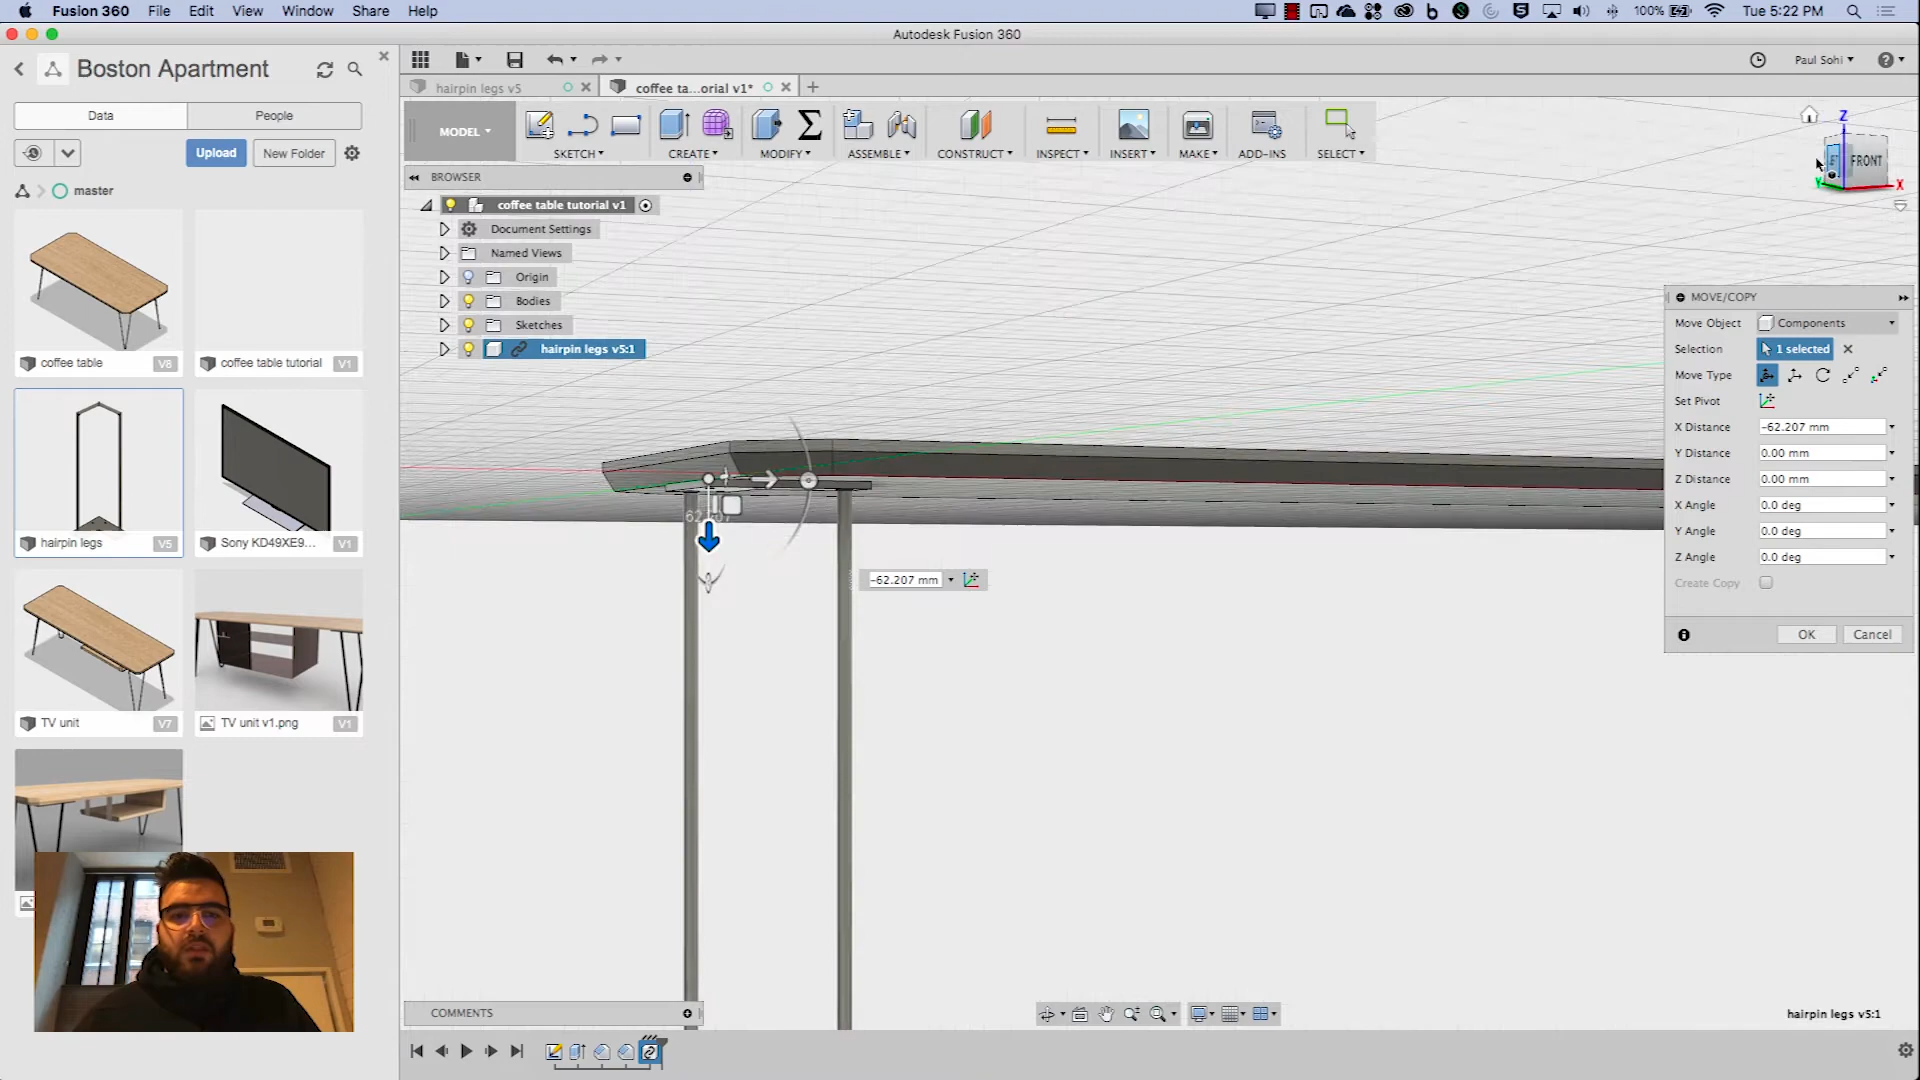 Fusion 360 File Edit View Window Share Help
100% Tue 5:22 PM
Autodesk Fusion 360
Boston Apartment
Data People
Upload New Folder
master
coffee table V8
coffee table tutorial V1
hairpin legs V5
Sony KD49XE9... V1
TV unit V7
TV unit v1.png V1
Paul Sohi
hairpin legs v5
coffee ta...orial v1*
MODEL
SKETCH CREATE MODIFY ASSEMBLE CONSTRUCT INSPECT INSERT MAKE ADD-INS SELECT
BROWSER
coffee table tutorial v1
Document Settings
Named Views
Origin
Bodies
Sketches
hairpin legs v5:1
Z
FRONT
X
Y
MOVE/COPY
Move Object Components
Selection 1 selected
Move Type
Set Pivot
X Distance -62.207 mm
Y Distance 0.00 mm
Z Distance 0.00 mm
X Angle 0.0 deg
Y Angle 0.0 deg
Z Angle 0.0 deg
Create Copy
OK Cancel
-62.207 mm
COMMENTS
hairpin legs v5:1